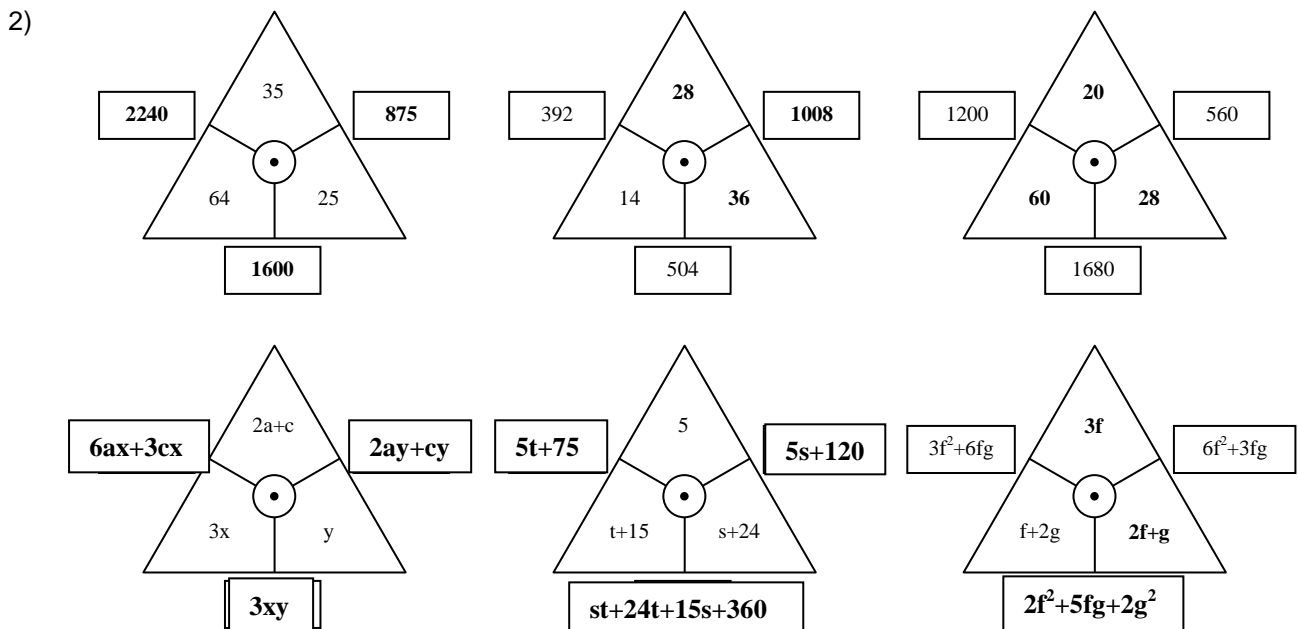 2)
35 28 20
2240 875 392 1008 1200 560
64 25 14 36 60 28
1600 504 1680
2a+c 5 3f
6ax+3cx 2ay+cy 5t+75 5s+120 3f²+6fg 6f²+3fg
3x y t+15 s+24 f+2g 2f+g
3xy st+24t+15s+360 2f²+5fg+2g²